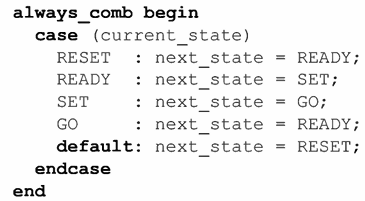 always_comb begin
  case (current_state)
    RESET  : next_state = READY;
    READY  : next_state = SET;
    SET    : next_state = GO;
    GO     : next_state = READY;
    default: next_state = RESET;
  endcase
end